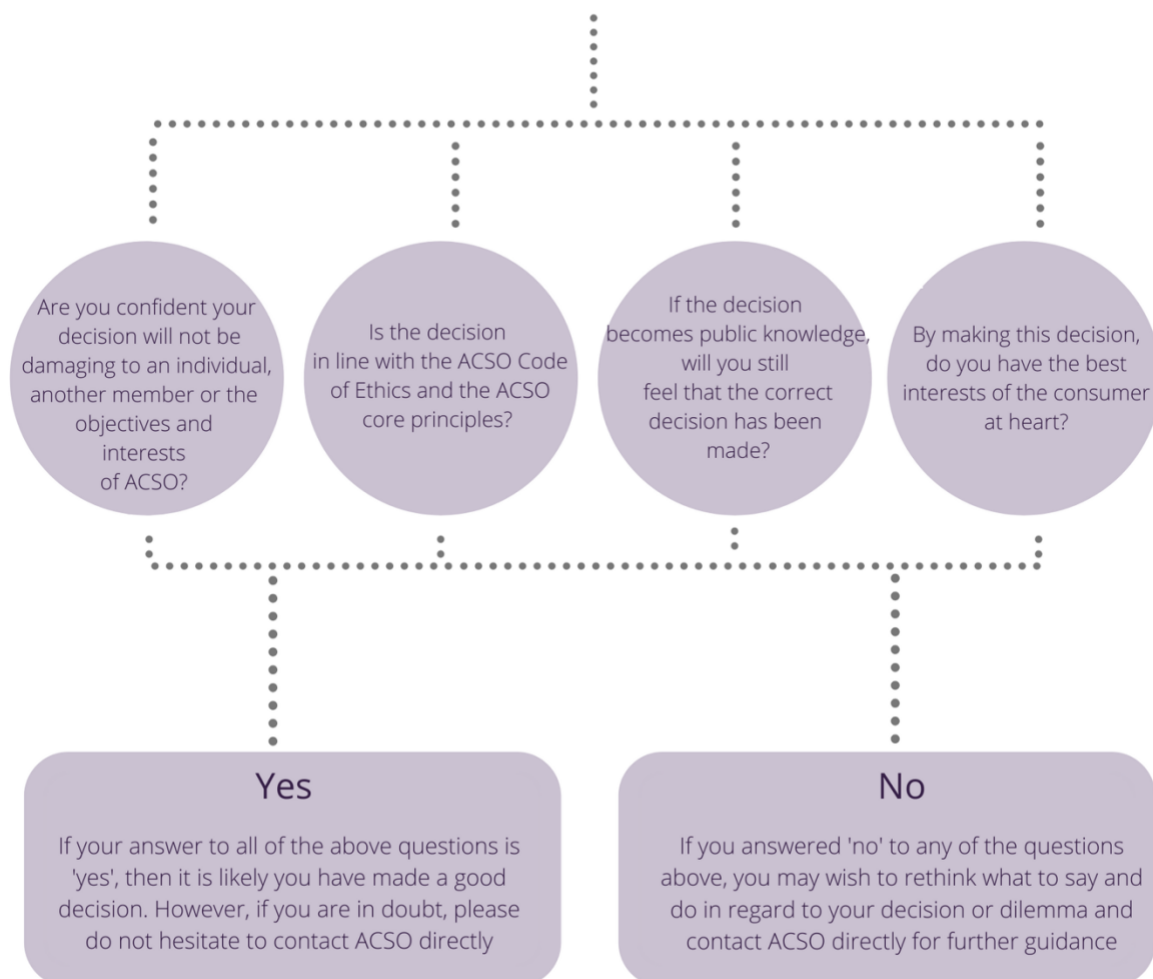 Are you confident your
decision will not be
damaging to an individual,
another member or the
objectives and
interests
of ACSO?
Is the decision
in line with the ACSO Code
of Ethics and the ACSO
core principles?
If the decision
becomes public knowledge,
will you still
feel that the correct
decision has been
made?
By making this decision,
do you have the best
interests of the consumer
at heart?
Yes
If your answer to all of the above questions is
'yes', then it is likely you have made a good
decision. However, if you are in doubt, please
do not hesitate to contact ACSO directly
No
If you answered 'no' to any of the questions
above, you may wish to rethink what to say and
do in regard to your decision or dilemma and
contact ACSO directly for further guidance